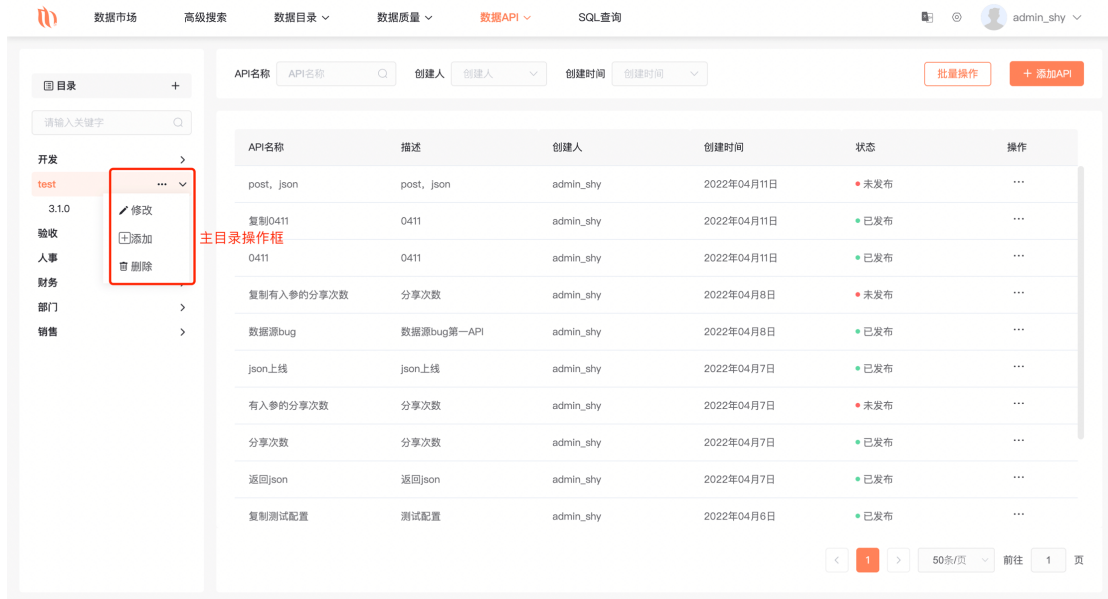 数据市场 高级搜索 数据目录 数据质量 数据API SQL查询 admin_shy
目录 +
API名称 API名称 创建人 创建人 创建时间 创建时间 批量操作 + 添加API
请输入关键字
开发
test ...
3.1.0
验收
人事
财务
部门
销售
修改
添加
删除
主目录操作框
API名称 描述 创建人 创建时间 状态 操作
post，json post，json admin_shy 2022年04月11日 未发布 ...
复制0411 0411 admin_shy 2022年04月11日 已发布 ...
0411 0411 admin_shy 2022年04月11日 已发布 ...
复制有入参的分享次数 分享次数 admin_shy 2022年04月8日 未发布 ...
数据源bug 数据源bug第一API admin_shy 2022年04月8日 已发布 ...
json上线 json上线 admin_shy 2022年04月7日 已发布 ...
有入参的分享次数 分享次数 admin_shy 2022年04月7日 未发布 ...
分享次数 分享次数 admin_shy 2022年04月7日 已发布 ...
返回json 返回json admin_shy 2022年04月7日 已发布 ...
复制测试配置 测试配置 admin_shy 2022年04月6日 已发布 ...
< 1 > 50条/页 前往 1 页